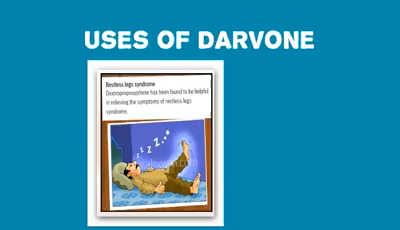 USES OF DARVONE
Restless legs syndrome
Dextropropoxyphene has been found to be helpful
in relieving the symptoms of restless legs
syndrome.
z z z z